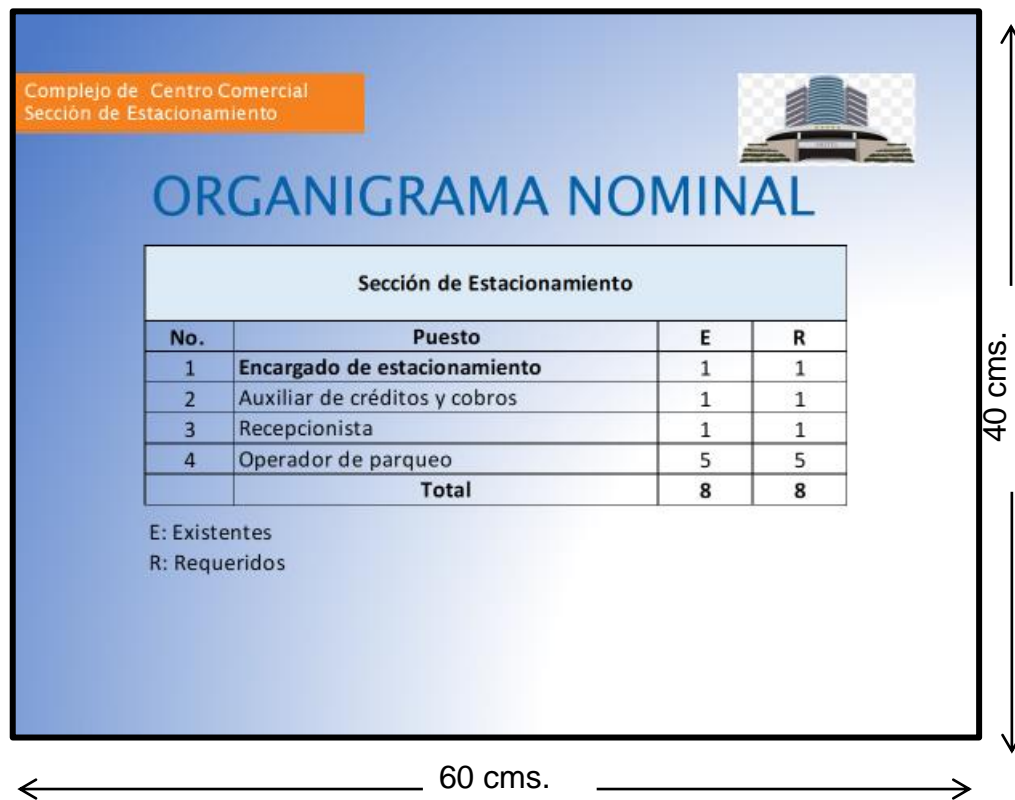 Complejo de Centro Comercial
Sección de Estacionamiento
ORGANIGRAMA NOMINAL
Sección de Estacionamiento
No. Puesto E R
1 Encargado de estacionamiento 1 1
2 Auxiliar de créditos y cobros 1 1
3 Recepcionista 1 1
4 Operador de parqueo 5 5
Total 8 8
E: Existentes
R: Requeridos
40 cms.
60 cms.